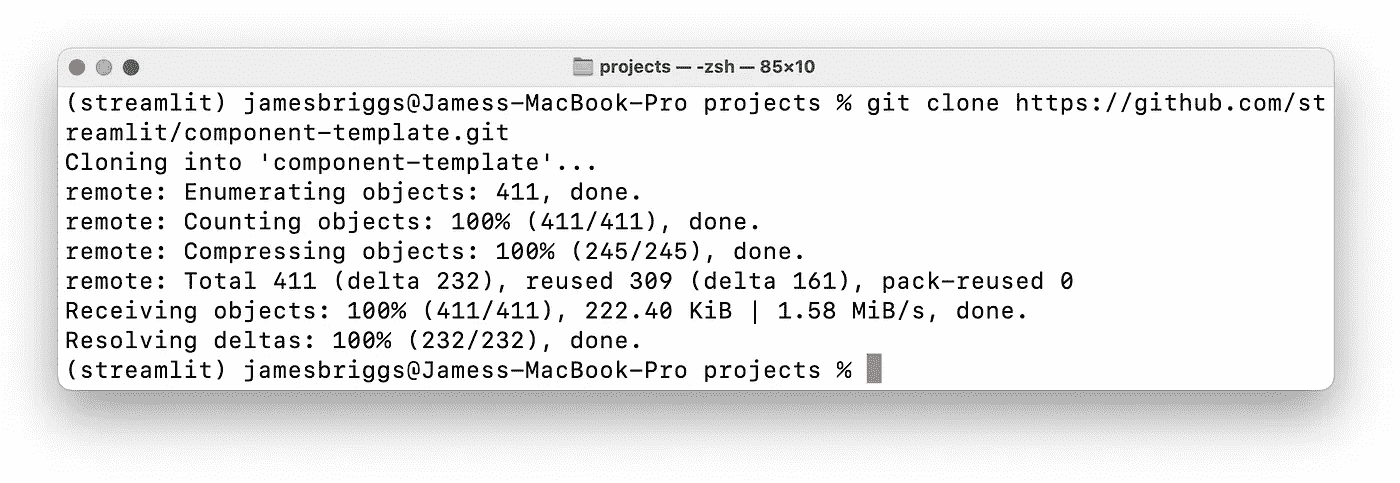 projects — -zsh — 85×10
(streamlit) jamesbriggs@Jamess-MacBook-Pro projects % git clone https://github.com/st
reamlit/component-template.git
Cloning into 'component-template'...
remote: Enumerating objects: 411, done.
remote: Counting objects: 100% (411/411), done.
remote: Compressing objects: 100% (245/245), done.
remote: Total 411 (delta 232), reused 309 (delta 161), pack-reused 0
Receiving objects: 100% (411/411), 222.40 KiB | 1.58 MiB/s, done.
Resolving deltas: 100% (232/232), done.
(streamlit) jamesbriggs@Jamess-MacBook-Pro projects %